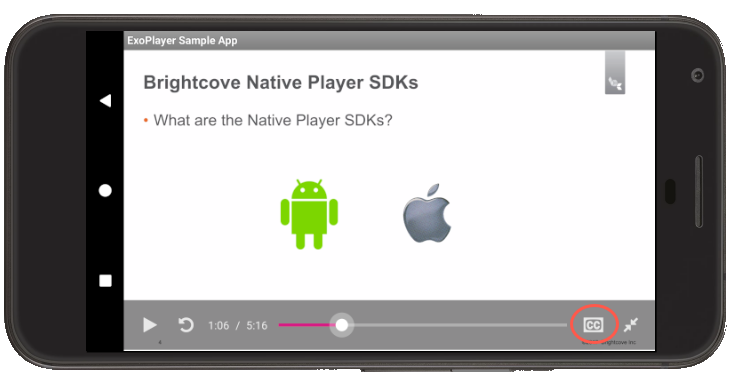 ExoPlayer Sample App
Brightcove Native Player SDKs
• What are the Native Player SDKs?
1:06 / 5:16
CC
4
Brightcove Inc